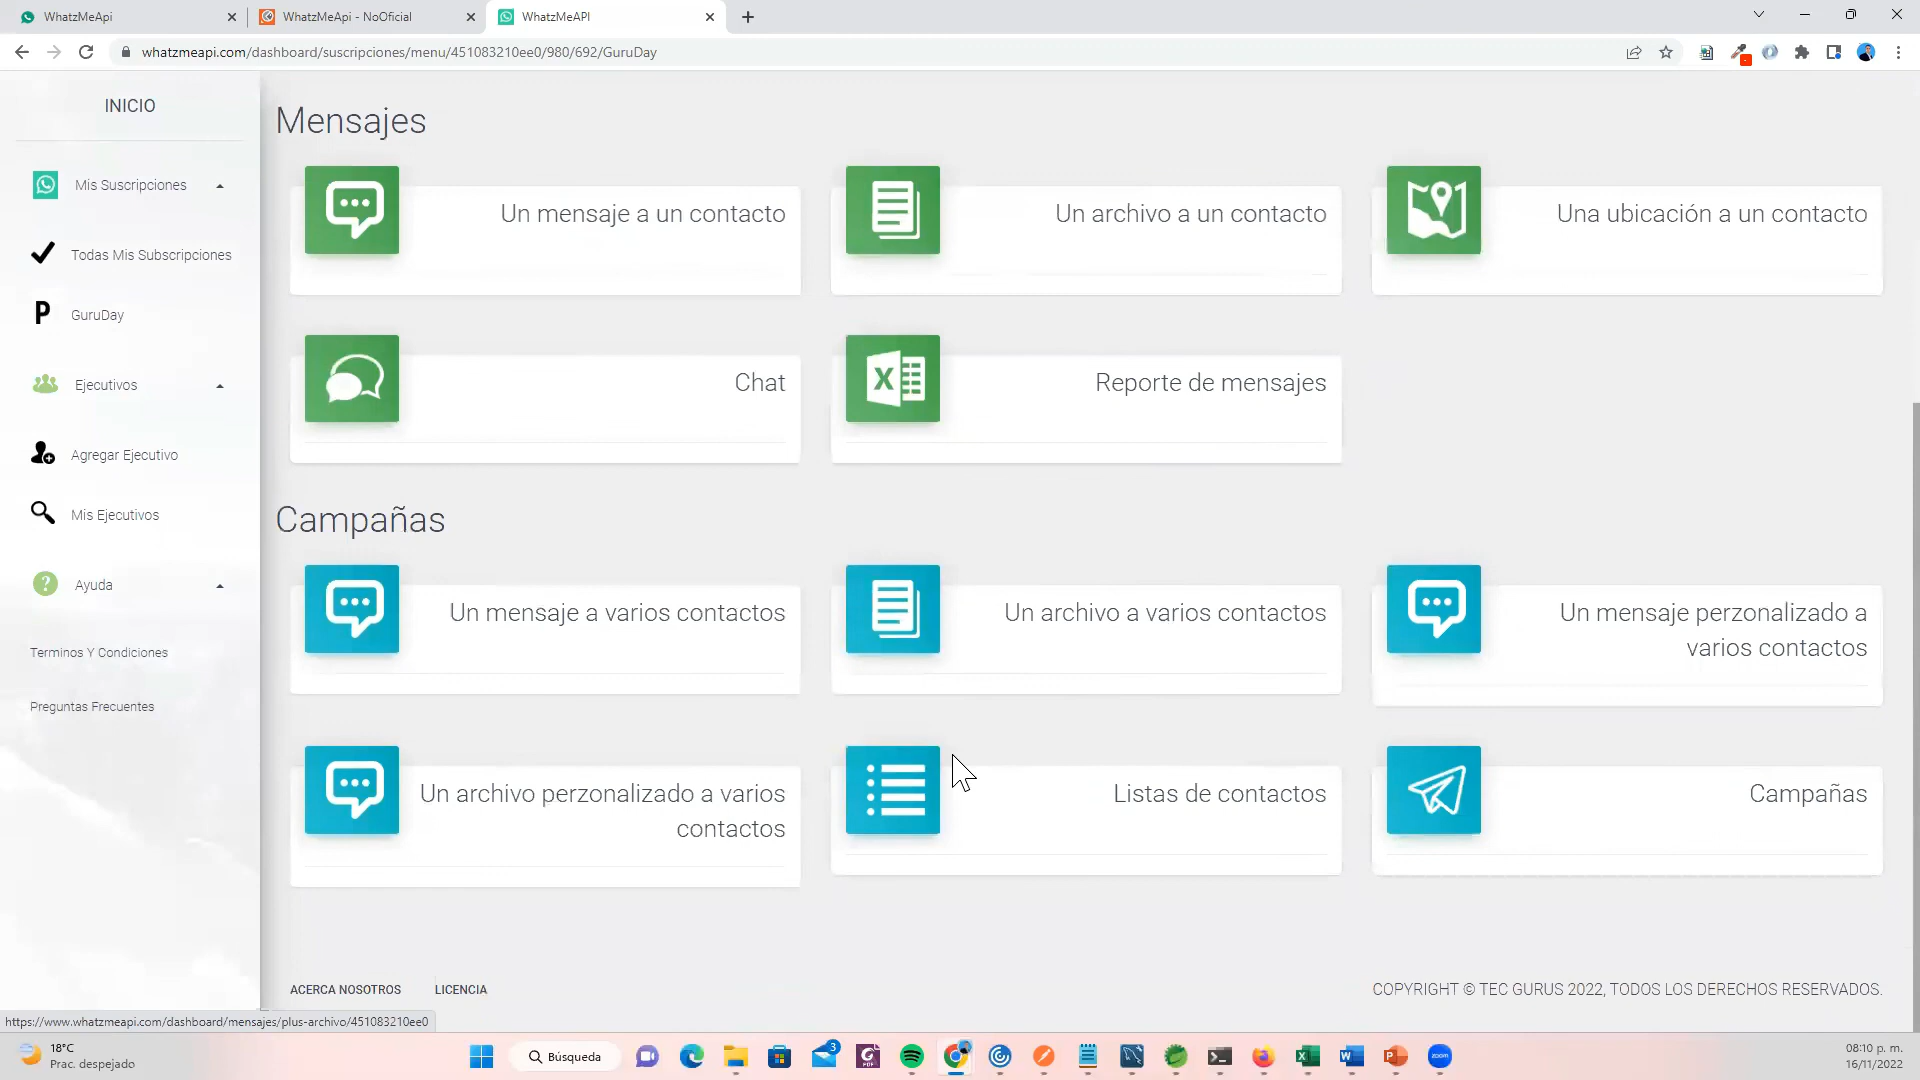 WhatzMeApi
WhatzMeApi - NoOficial
WhatzMeAPI
whatzmeapi.com/dashboard/suscripciones/menu/451083210ee0/980/692/GuruDay
INICIO
Mis Suscripciones
Todas Mis Subscripciones
P
GuruDay
Ejecutivos
Agregar Ejecutivo
Mis Ejecutivos
?
Ayuda
Terminos Y Condiciones
Preguntas Frecuentes
Mensajes
Un mensaje a un contacto
Un archivo a un contacto
Una ubicación a un contacto
Chat
X
Reporte de mensajes
Campañas
Un mensaje a varios contactos
Un archivo a varios contactos
Un mensaje perzonalizado a
varios contactos
Un archivo perzonalizado a varios
contactos
Listas de contactos
Campañas
ACERCA NOSOTROS
LICENCIA
COPYRIGHT © TEC GURUS 2022, TODOS LOS DERECHOS RESERVADOS.
https://www.whatzmeapi.com/dashboard/mensajes/plus-archivo/451083210ee0
18°C
Prac. despejado
Búsqueda
3
zoom
08:10 p. m.
16/11/2022